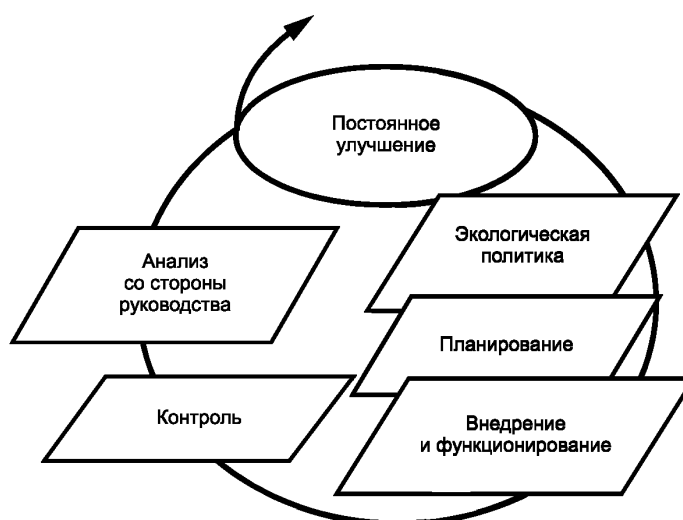 Постоянное
улучшение
Экологическая
политика
Планирование
Внедрение
и функционирование
Контроль
Анализ
со стороны
руководства